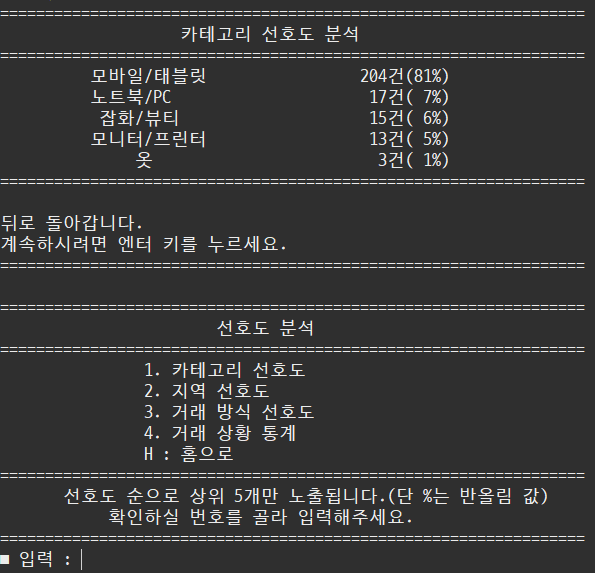 =================================================================
카테고리 선호도 분석
=================================================================
모바일/태블릿 204건(81%)
노트북/PC 17건( 7%)
잡화/뷰티 15건( 6%)
모니터/프린터 13건( 5%)
옷 3건( 1%)
=================================================================
뒤로 돌아갑니다.
계속하시려면 엔터 키를 누르세요.
=================================================================
=================================================================
선호도 분석
=================================================================
1. 카테고리 선호도
2. 지역 선호도
3. 거래 방식 선호도
4. 거래 상황 통계
H : 홈으로
=================================================================
선호도 순으로 상위 5개만 노출됩니다.(단 %는 반올림 값)
확인하실 번호를 골라 입력해주세요.
=================================================================
■ 입력 :